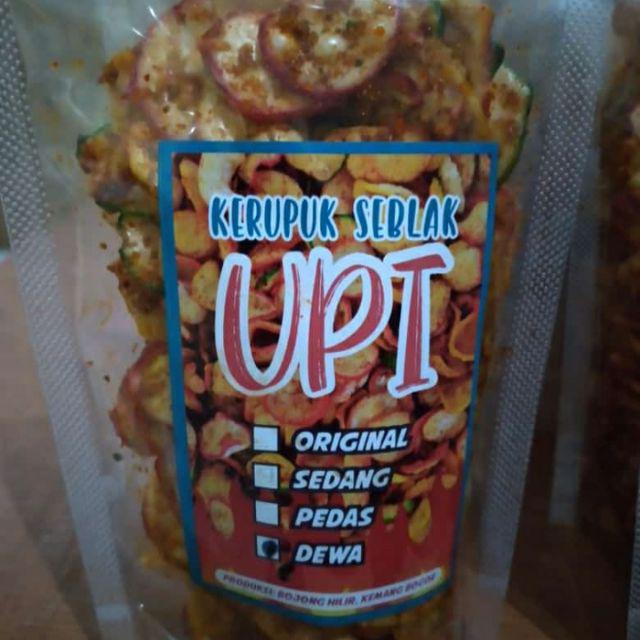 KERUPUK SEBLAK
UPI
ORIGINAL
SEDANG
PEDAS
DEWA
PRODUKSI: BOJONG HILIR, KEMANG BOGOR